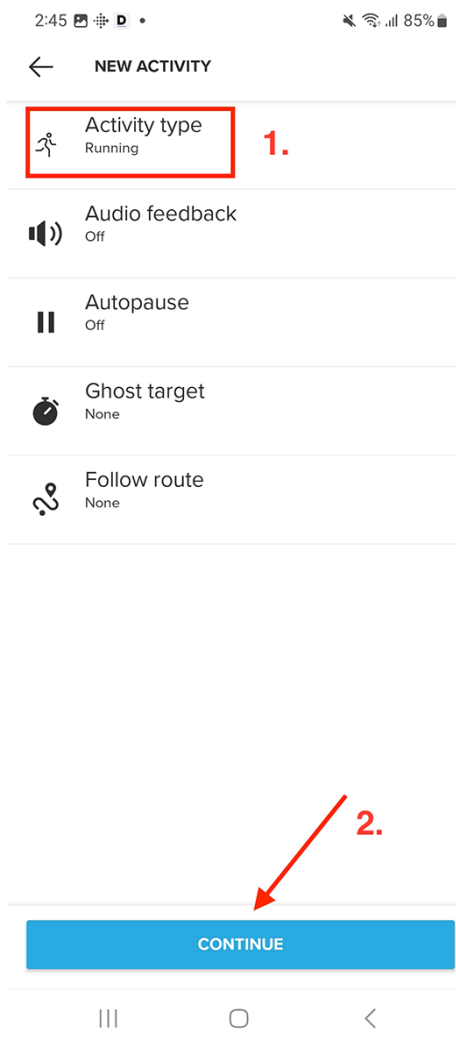 2:45 D 85%
NEW ACTIVITY
Activity type
Running
1.
Audio feedback
Off
Autopause
Off
Ghost target
None
Follow route
None
2.
CONTINUE